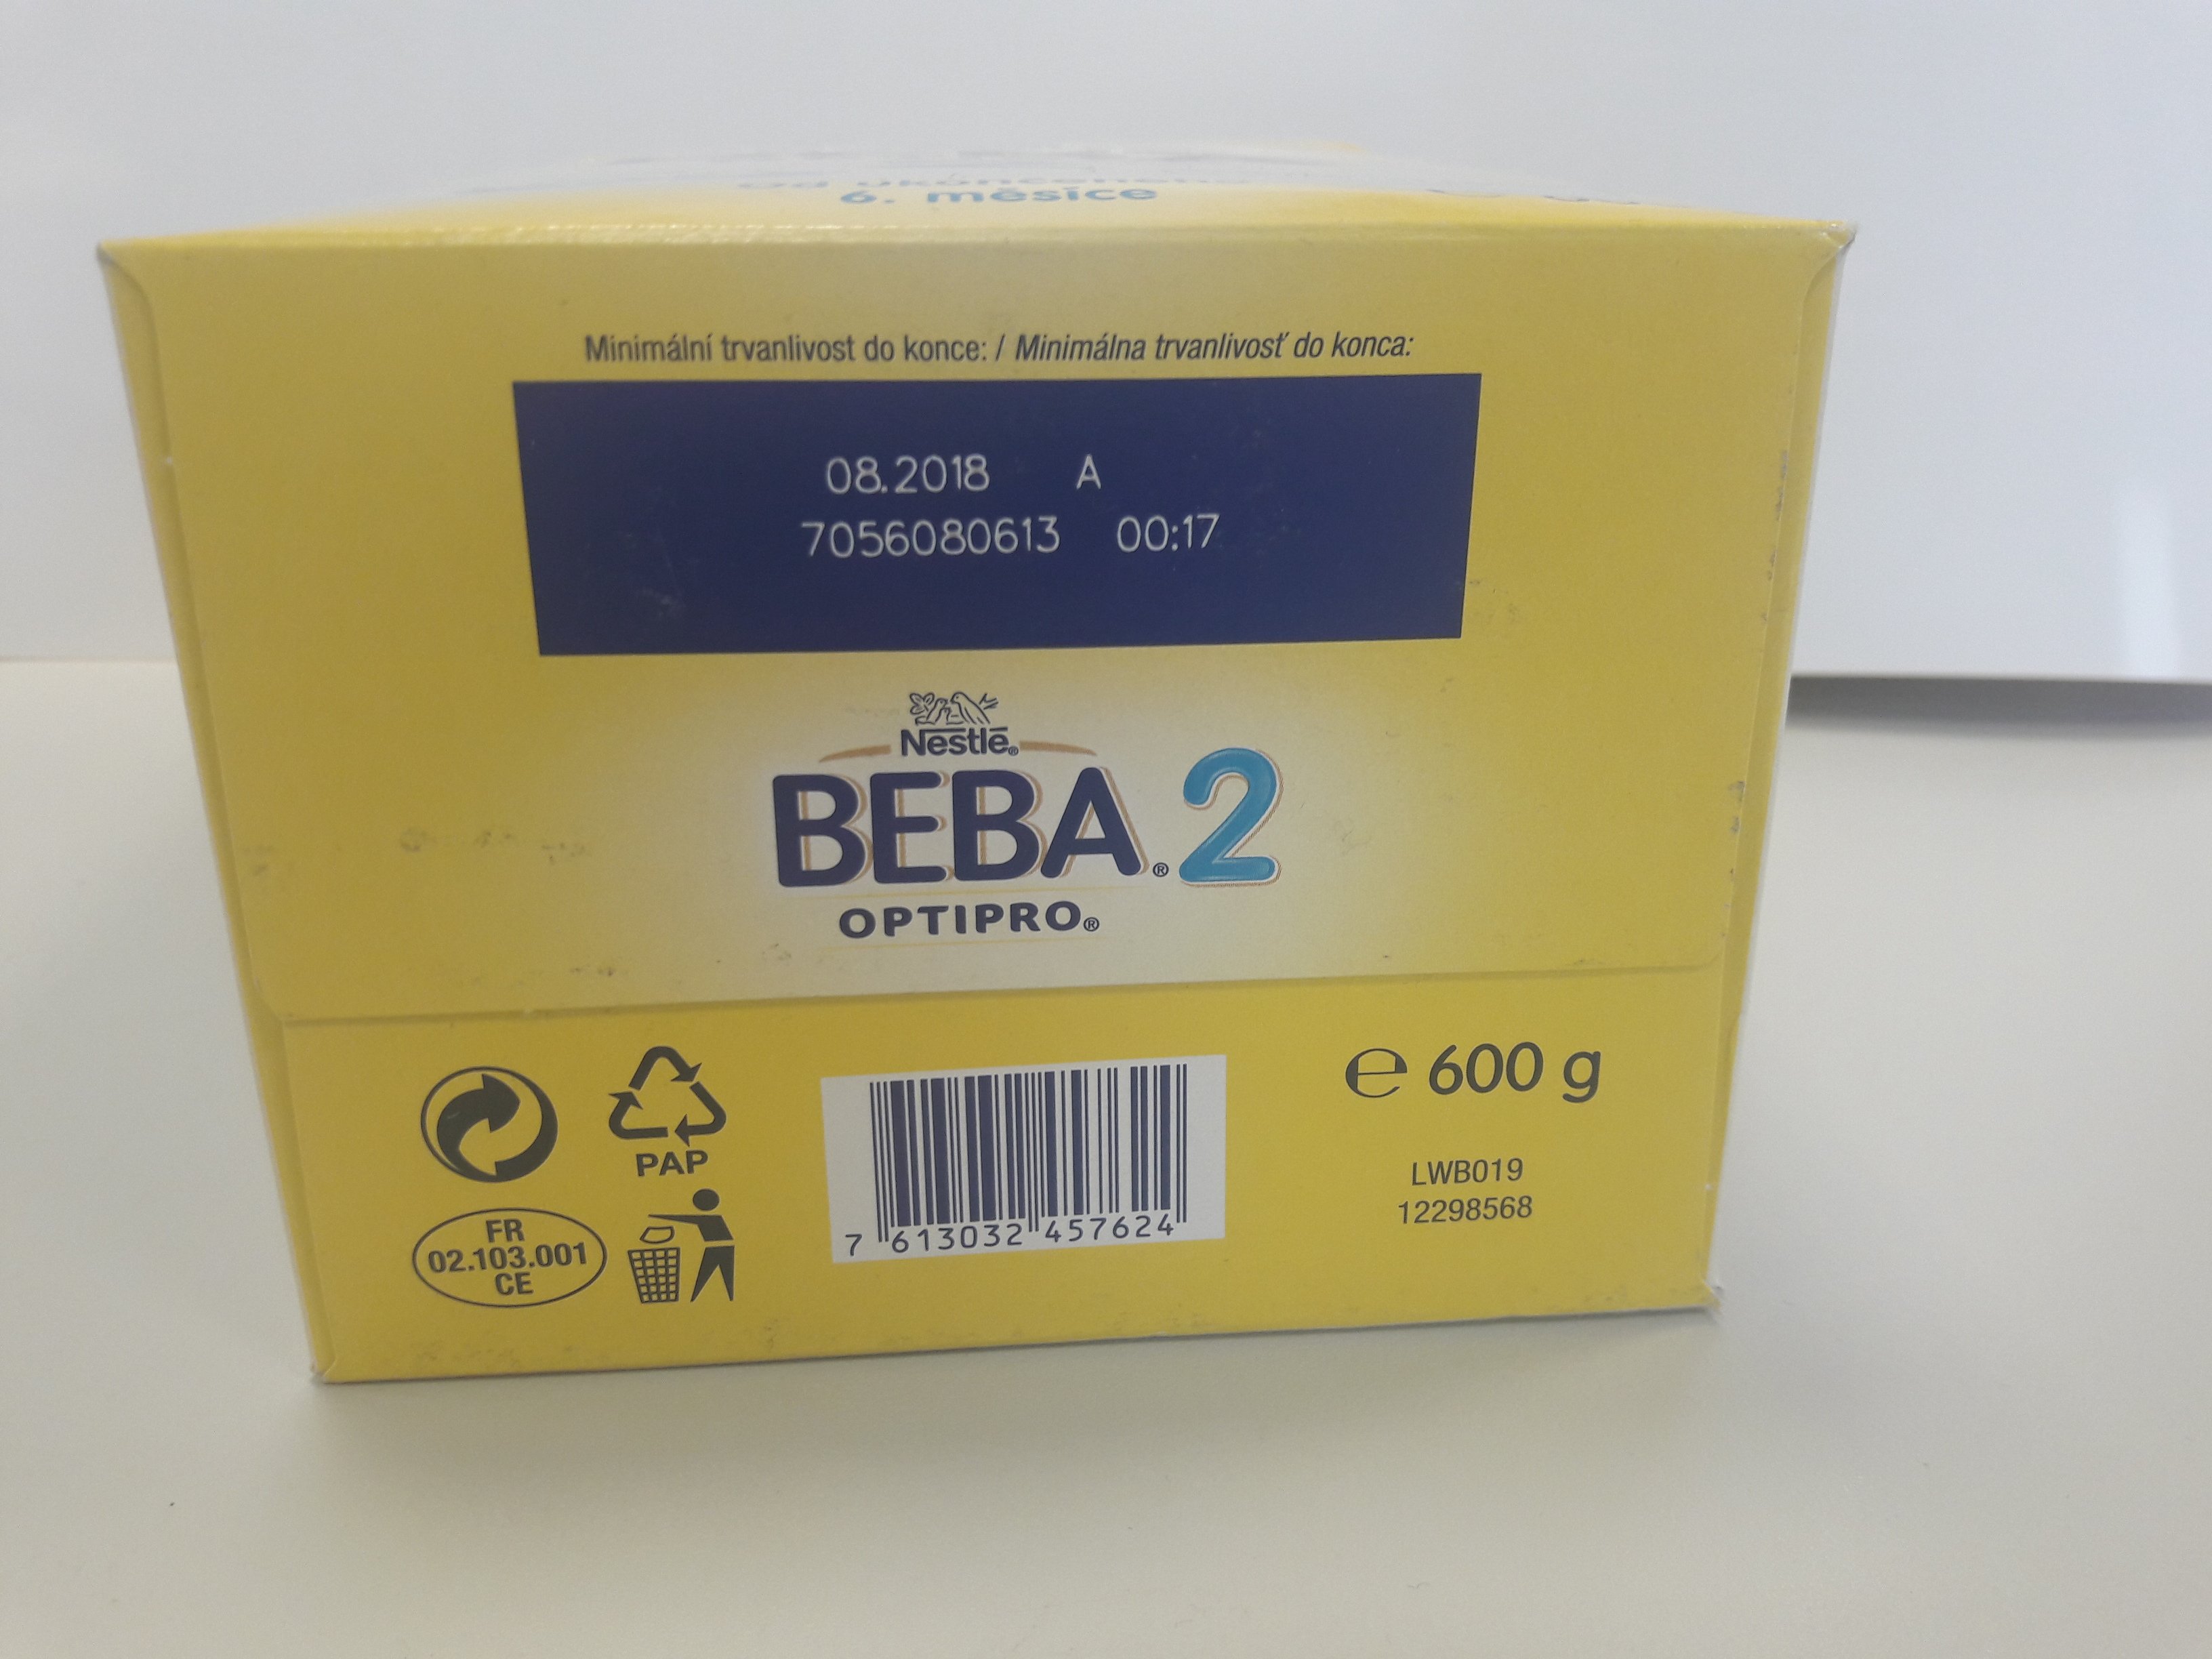 6. měsíce
Minimální trvanlivost do konce: / Minimálna trvanlivosť do konca:
08.2018 A
7056080613 00:17
Nestlé®
BEBA® 2
OPTIPRO®
PAP
FR
02.103.001
CE
7 613032 457624
e 600 g
LWB019
12298568